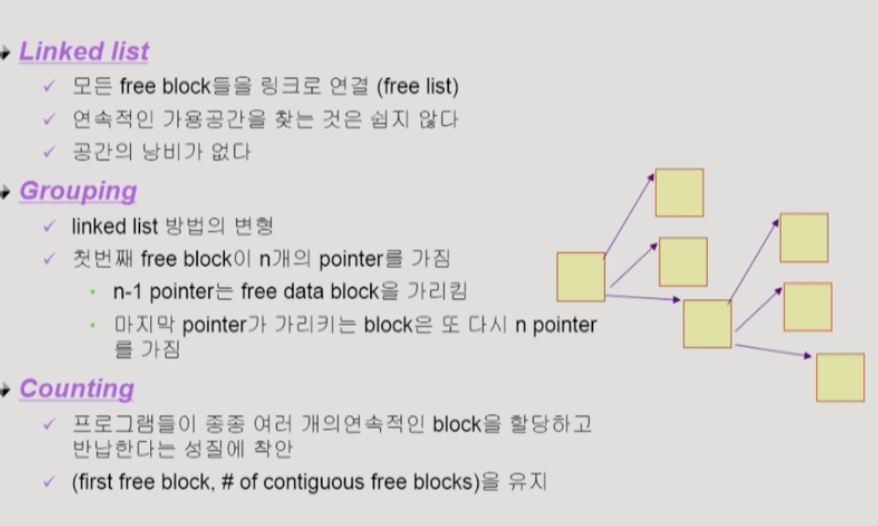 Linked list
모든 free block들을 링크로 연결 (free list)
연속적인 가용공간을 찾는 것은 쉽지 않다
공간의 낭비가 없다
Grouping
linked list 방법의 변형
첫번째 free block이 n개의 pointer를 가짐
n-1 pointer는 free data block을 가리킴
마지막 pointer가 가리키는 block은 또 다시 n pointer
를 가짐
Counting
프로그램들이 종종 여러 개의연속적인 block을 할당하고
반납한다는 성질에 착안
(first free block, # of contiguous free blocks)을 유지